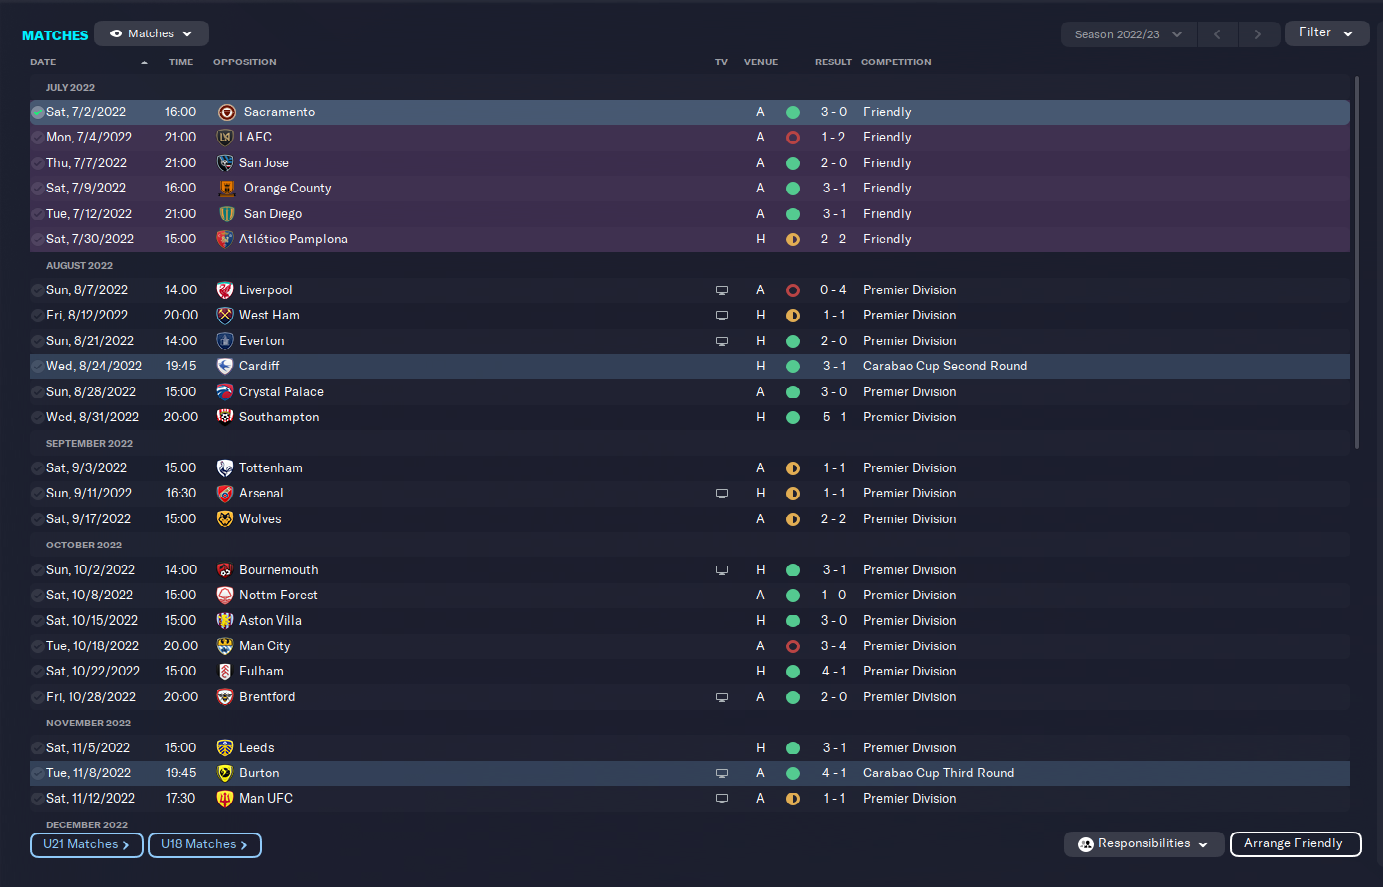 MATCHES Matches Season 2022/23 Filter
DATE TIME OPPOSITION TV VENUE RESULT COMPETITION
JULY 2022
Sat, 7/2/2022 16:00 Sacramento A 3 - 0 Friendly
Mon, 7/4/2022 21:00 LAFC A 1 - 2 Friendly
Thu, 7/7/2022 21:00 San Jose A 2 - 0 Friendly
Sat, 7/9/2022 16:00 Orange County A 3 - 1 Friendly
Tue, 7/12/2022 21:00 San Diego A 3 - 1 Friendly
Sat, 7/30/2022 15:00 Atlético Pamplona H 2 2 Friendly
AUGUST 2022
Sun, 8/7/2022 14:00 Liverpool A 0 - 4 Premier Division
Fri, 8/12/2022 20:00 West Ham H 1 - 1 Premier Division
Sun, 8/21/2022 14:00 Everton H 2 - 0 Premier Division
Wed, 8/24/2022 19:45 Cardiff H 3 - 1 Carabao Cup Second Round
Sun, 8/28/2022 15:00 Crystal Palace A 3 - 0 Premier Division
Wed, 8/31/2022 20:00 Southampton H 5 1 Premier Division
SEPTEMBER 2022
Sat, 9/3/2022 15:00 Tottenham A 1 - 1 Premier Division
Sun, 9/11/2022 16:30 Arsenal H 1 - 1 Premier Division
Sat, 9/17/2022 15:00 Wolves A 2 - 2 Premier Division
OCTOBER 2022
Sun, 10/2/2022 14:00 Bournemouth H 3 - 1 Premier Division
Sat, 10/8/2022 15:00 Nottm Forest A 1 0 Premier Division
Sat, 10/15/2022 15:00 Aston Villa H 3 - 0 Premier Division
Tue, 10/18/2022 20:00 Man City A 3 - 4 Premier Division
Sat, 10/22/2022 15:00 Fulham H 4 - 1 Premier Division
Fri, 10/28/2022 20:00 Brentford A 2 - 0 Premier Division
NOVEMBER 2022
Sat, 11/5/2022 15:00 Leeds H 3 - 1 Premier Division
Tue, 11/8/2022 19:45 Burton A 4 - 1 Carabao Cup Third Round
Sat, 11/12/2022 17:30 Man UFC A 1 - 1 Premier Division
DECEMBER 2022
U21 Matches U18 Matches Responsibilities Arrange Friendly